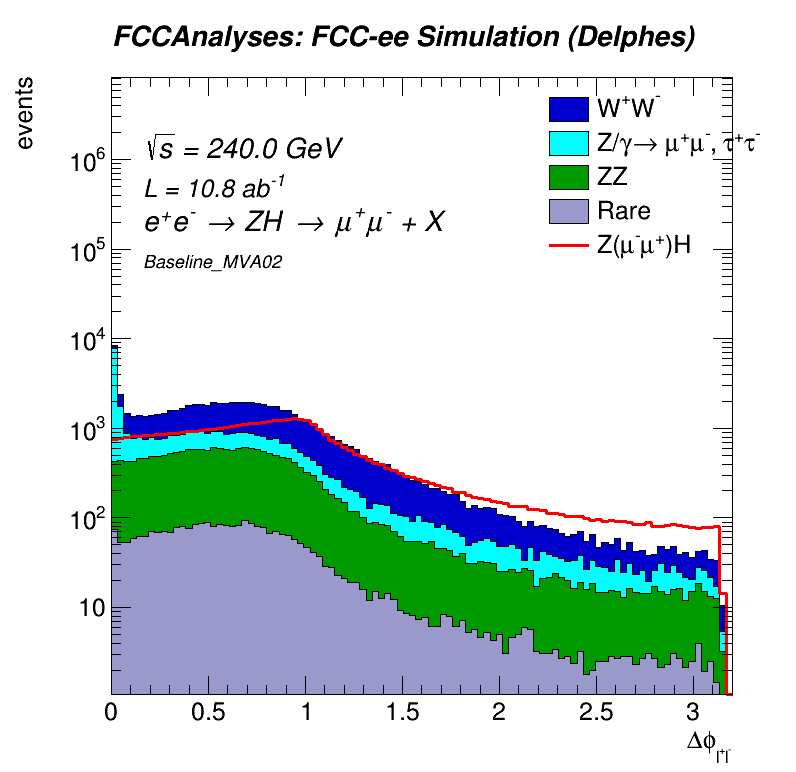 FCCAnalyses: FCC-ee Simulation (Delphes)
events
√s = 240.0 GeV
L = 10.8 ab⁻¹
e⁺e⁻ → ZH → μ⁺μ⁻ + X
Baseline_MVA02
W⁺W⁻
Z/γ→ μ⁺μ⁻, τ⁺τ⁻
ZZ
Rare
Z(μ⁻μ⁺)H
10⁶
10⁵
10⁴
10³
10²
10
0 0.5 1 1.5 2 2.5 3
Δϕ_l⁺l⁻